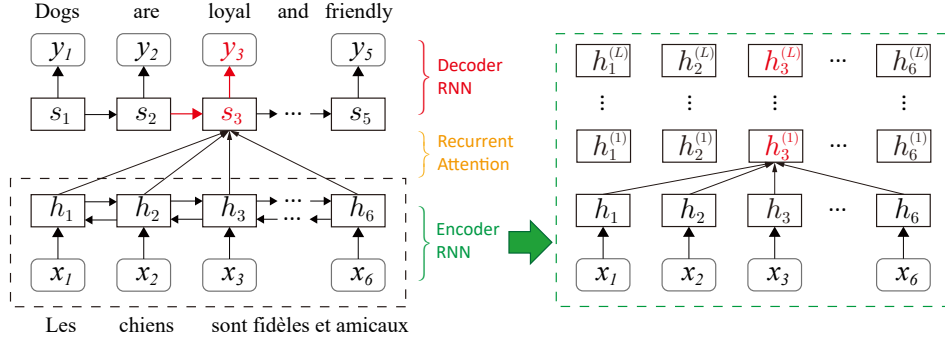 Dogs are loyal and friendly
y1 y2 y3 y5
s1 s2 s3 ... s5
h1 h2 h3 ... h6
x1 x2 x3 x6
Les chiens sont fidèles et amicaux
Decoder
RNN
Recurrent
Attention
Encoder
RNN
h1(L) h2(L) h3(L) ... h6(L)
h1(1) h2(1) h3(1) ... h6(1)
h1 h2 h3 ... h6
x1 x2 x3 x6